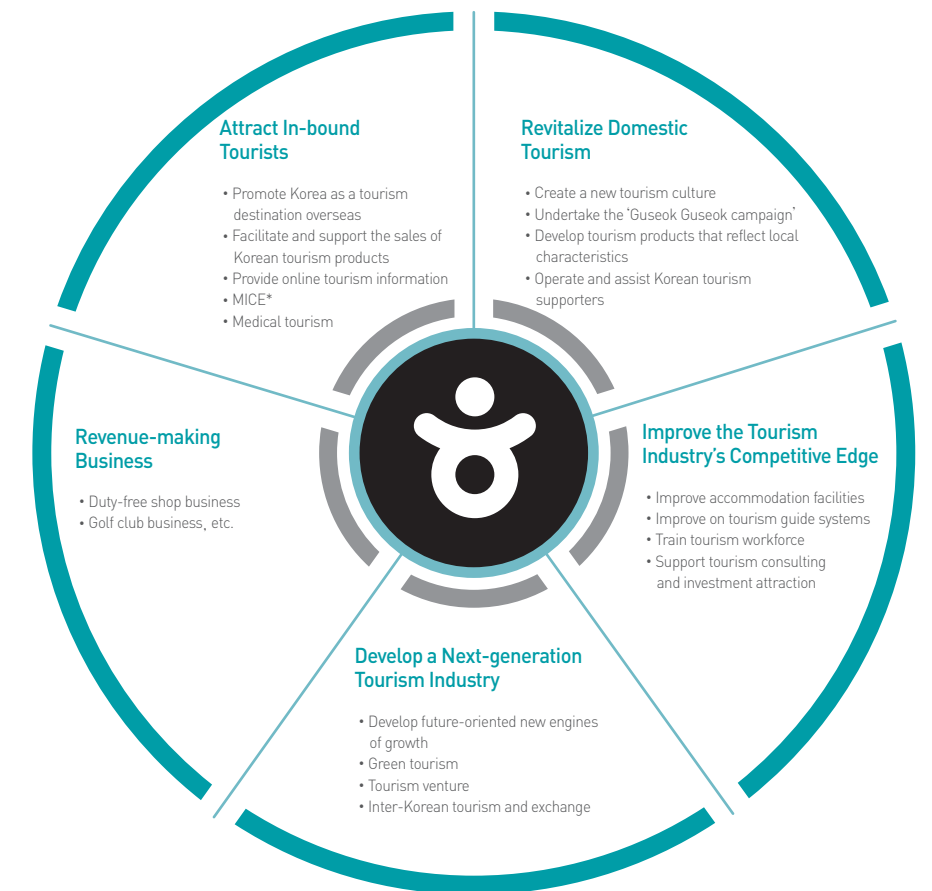 Attract In-bound
Tourists
• Promote Korea as a tourism
destination overseas
• Facilitate and support the sales of
Korean tourism products
• Provide online tourism information
• MICE*
• Medical tourism
Revitalize Domestic
Tourism
• Create a new tourism culture
• Undertake the ‘Guseok Guseok campaign’
• Develop tourism products that reflect local
characteristics
• Operate and assist Korean tourism
supporters
Revenue-making
Business
• Duty-free shop business
• Golf club business, etc.
Improve the Tourism
Industry’s Competitive Edge
• Improve accommodation facilities
• Improve on tourism guide systems
• Train tourism workforce
• Support tourism consulting
and investment attraction
Develop a Next-generation
Tourism Industry
• Develop future-oriented new engines
of growth
• Green tourism
• Tourism venture
• Inter-Korean tourism and exchange